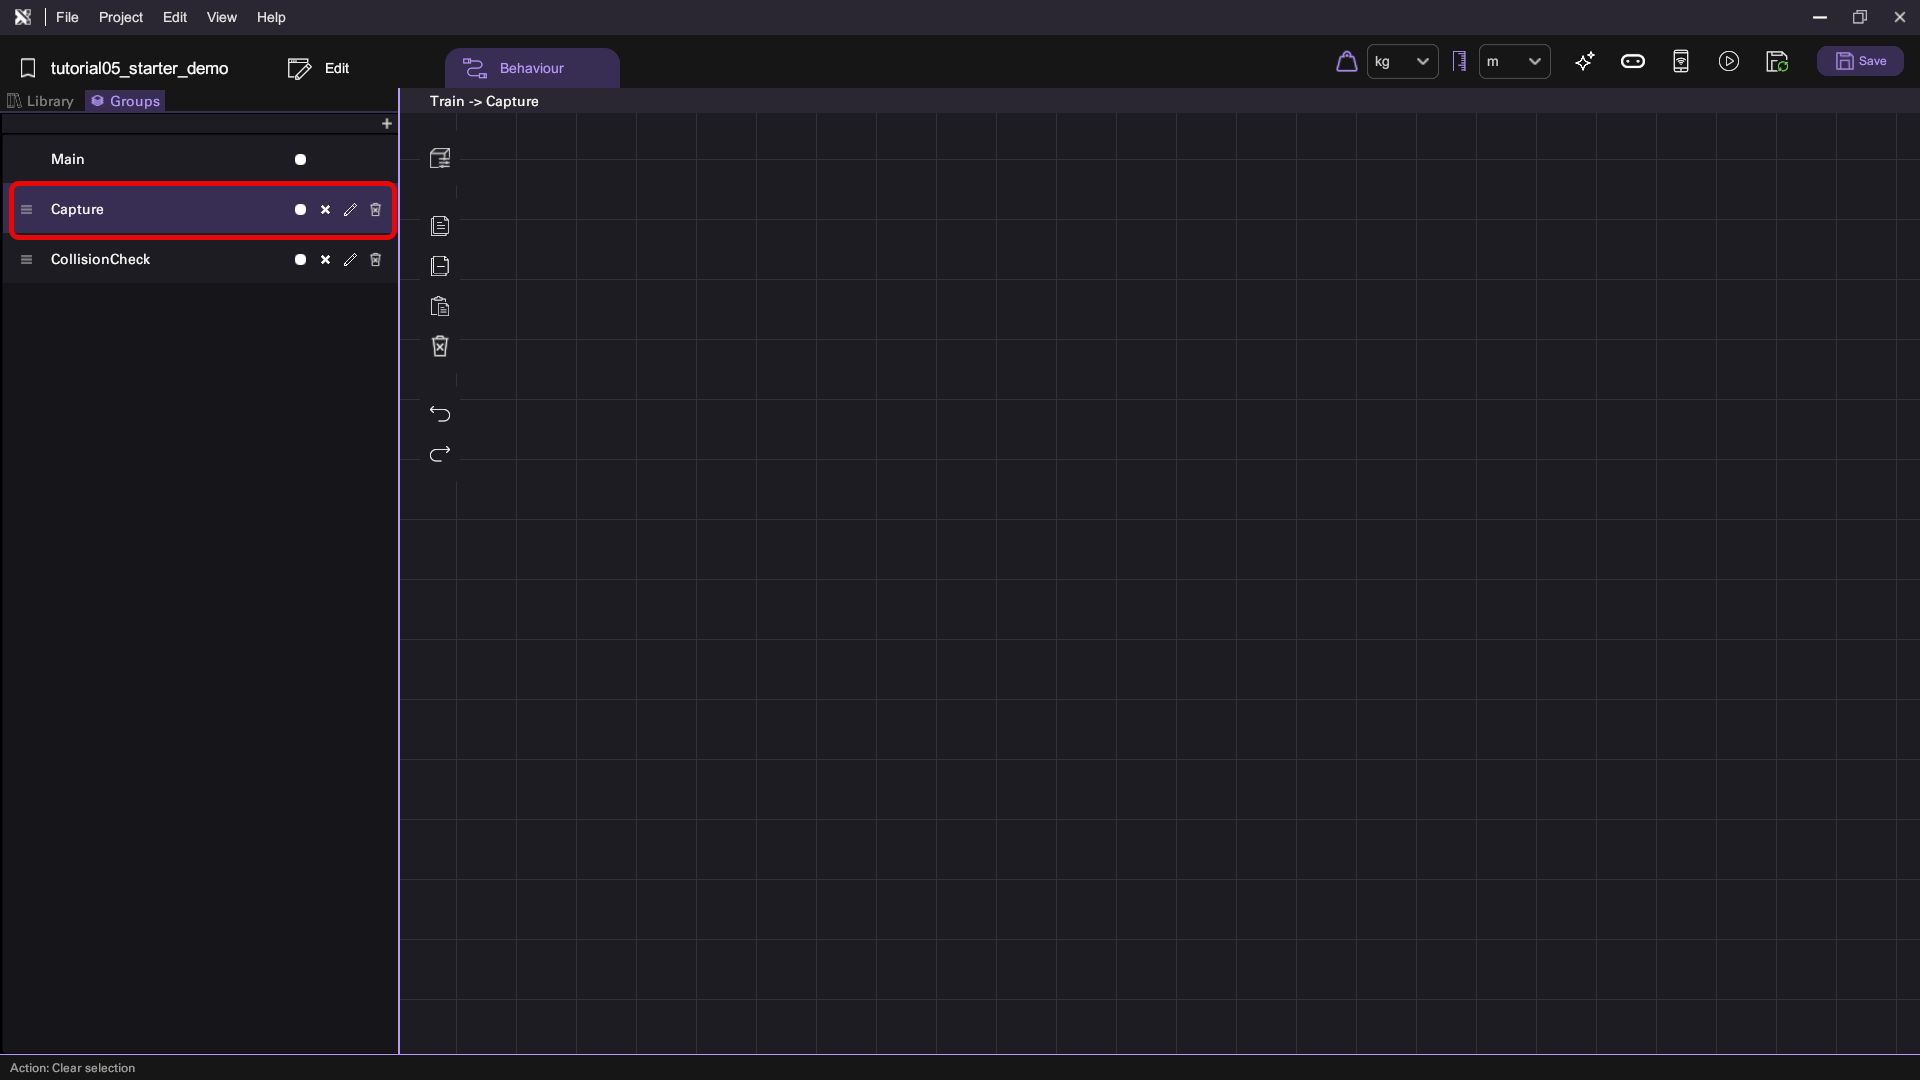 File Project Edit View Help
tutorial05_starter_demo Edit Behaviour kg m Save
Library Groups Train -> Capture
+
Main
Capture
CollisionCheck
Action: Clear selection